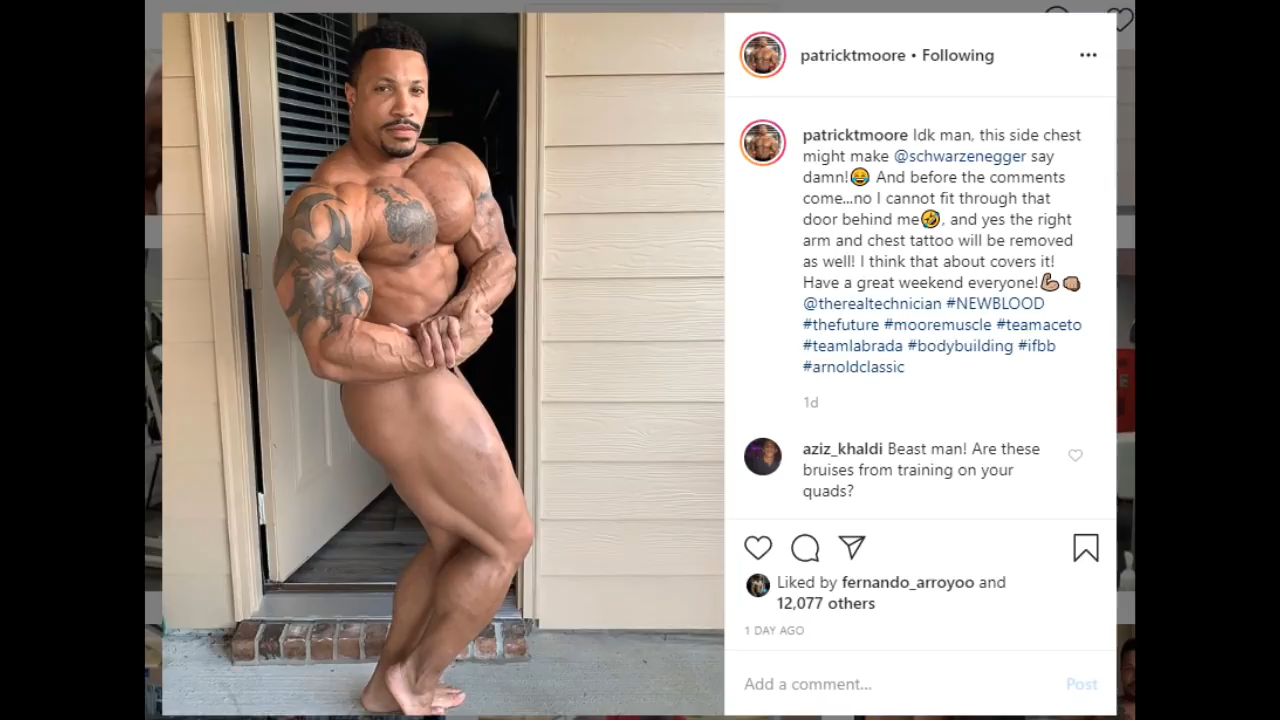 patricktmoore • Following
patricktmoore Idk man, this side chest
might make @schwarzenegger say
damn!😂 And before the comments
come...no I cannot fit through that
door behind me🤣, and yes the right
arm and chest tattoo will be removed
as well! I think that about covers it!
Have a great weekend everyone!💪🏼👊🏼
@therealtechnician #NEWBLOOD
#thefuture #mooremuscle #teamaceto
#teamlabrada #bodybuilding #ifbb
#arnoldclassic
1d
aziz_khaldi Beast man! Are these
bruises from training on your
quads?
Liked by fernando_arroyoo and
12,077 others
1 DAY AGO
Add a comment... Post